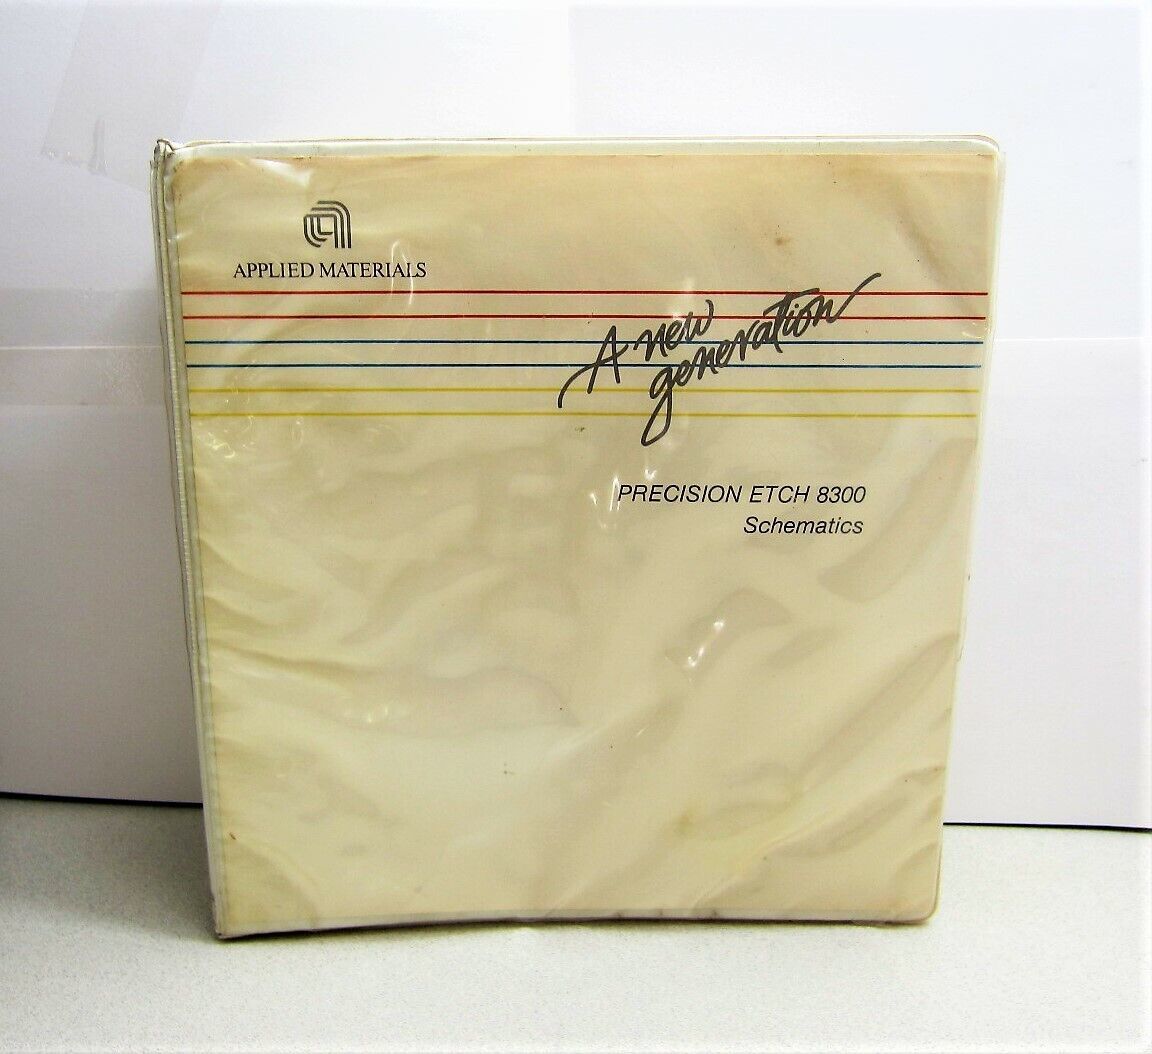 APPLIED MATERIALS
A new
generation
PRECISION ETCH 8300
Schematics